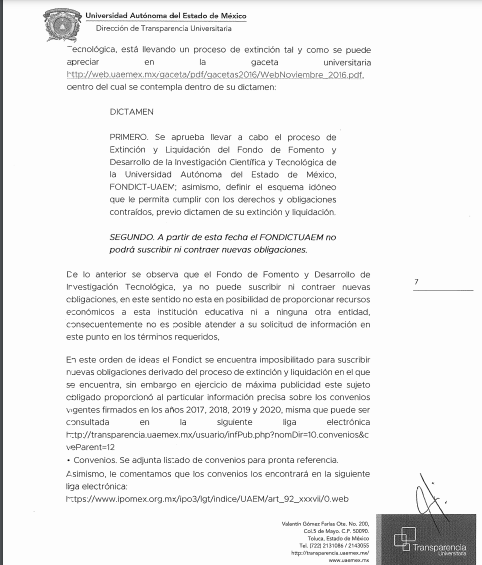 Universidad Autónoma del Estado de México
Dirección de Transparencia Universitaria
Tecnológica, está llevando un proceso de extinción tal y como se puede
apreciar en la gaceta universitaria
http://web.uaemex.mx/gaceta/pdf/gacetas2016/WebNoviembre_2016.pdf,
dentro del cual se contempla dentro de su dictamen:
DICTAMEN
PRIMERO. Se aprueba llevar a cabo el proceso de
Extinción y Liquidación del Fondo de Fomento y
Desarrollo de la Investigación Científica y Tecnológica de
la Universidad Autónoma del Estado de México,
FONDICT-UAEM; asimismo, definir el esquema idóneo
que le permita cumplir con los derechos y obligaciones
contraídos, previo dictamen de su extinción y liquidación.
SEGUNDO. A partir de esta fecha el FONDICTUAEM no
podrá suscribir ni contraer nuevas obligaciones.
De lo anterior se observa que el Fondo de Fomento y Desarrollo de
Investigación Tecnológica, ya no puede suscribir ni contraer nuevas
obligaciones, en este sentido no esta en posibilidad de proporcionar recursos
económicos a esta institución educativa ni a ninguna otra entidad,
consecuentemente no es posible atender a su solicitud de información en
este punto en los términos requeridos,
7
En este orden de ideas el Fondict se encuentra imposibilitado para suscribir
nuevas obligaciones derivado del proceso de extinción y liquidación en el que
se encuentra, sin embargo en ejercicio de máxima publicidad este sujeto
obligado proporcionó al particular información precisa sobre los convenios
vigentes firmados en los años 2017, 2018, 2019 y 2020, misma que puede ser
consultada en la siguiente liga electrónica
http://transparencia.uaemex.mx/usuario/infPub.php?nomDir=10.convenios&c
veParent=12
• Convenios. Se adjunta listado de convenios para pronta referencia.
Asimismo, le comentamos que los convenios los encontrará en la siguiente
liga electrónica:
https://www.ipomex.org.mx/ipo3/lgt/indice/UAEM/art_92_xxxvii/0.web
Valentín Gómez Farías Ote. No. 200,
Col.5 de Mayo. C.P. 50090.
Toluca, Estado de México
Tel. (722) 2131086 / 2143055
http://transparencia.uaemex.mx/
www.uaemex.mx
Transparencia
Universitaria